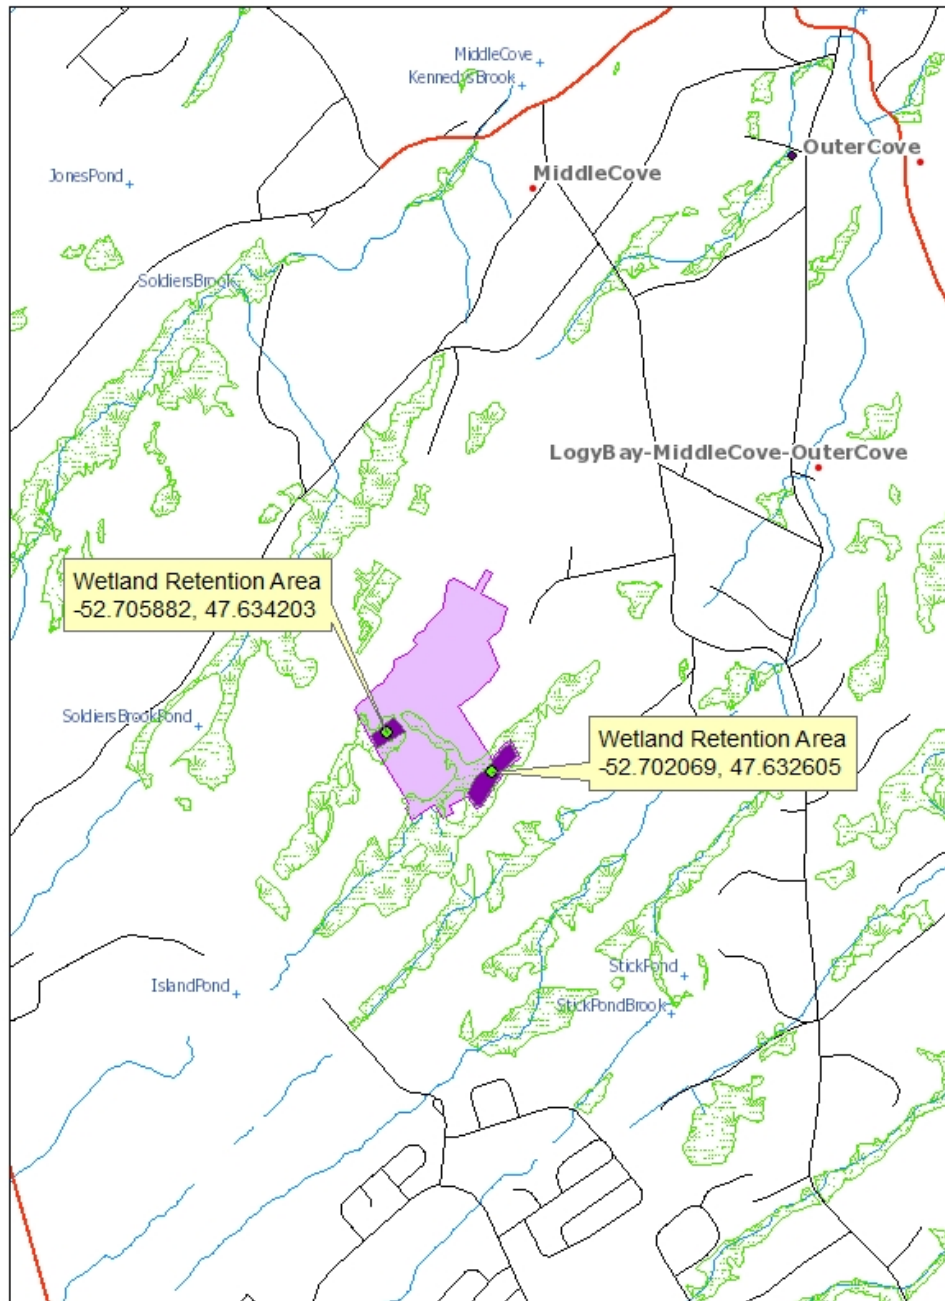 MiddleCove
KennedysBrook
OuterCove
JonesPond
MiddleCove
SoldiersBrook
LogyBay-MiddleCove-OuterCove
Wetland Retention Area
-52.705882, 47.634203
SoldiersBrookPond
Wetland Retention Area
-52.702069, 47.632605
StickPond
IslandPond
StickPondBrook